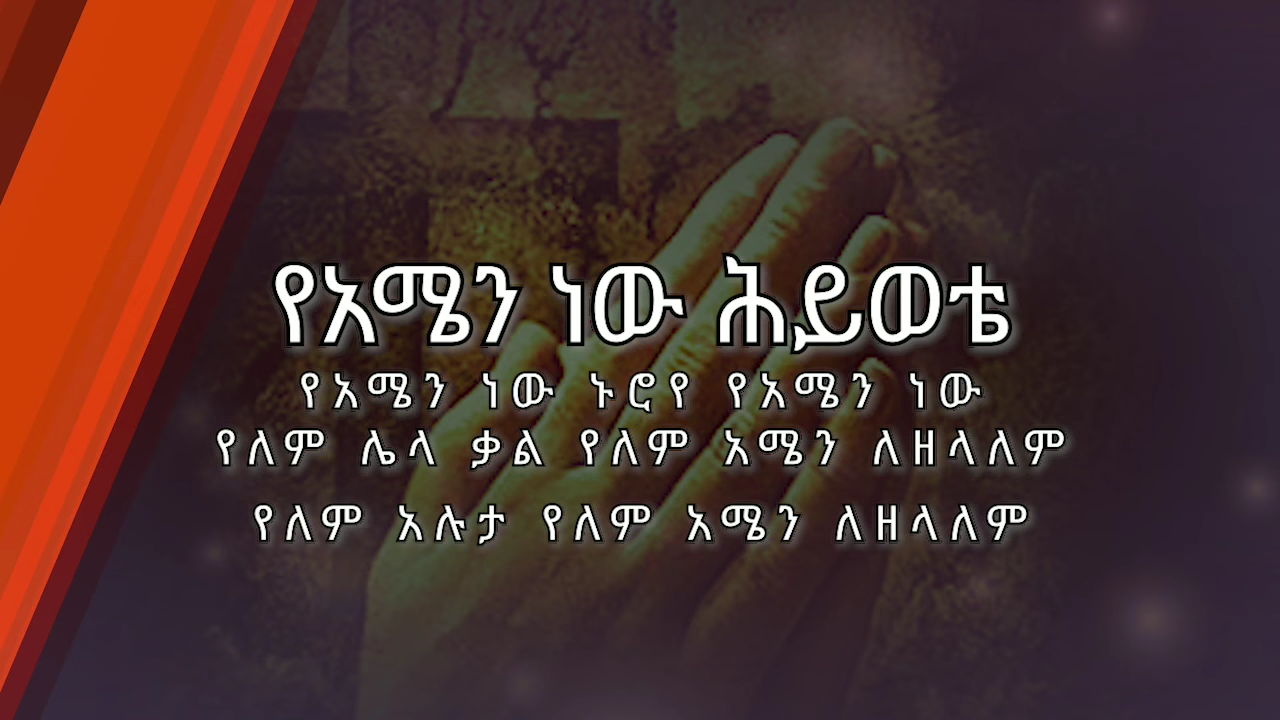 የአሜን ነው ሕይወቴ
የአሜን ነው ኑሮየ የአሜን ነው
የለም ሌላ ቃል የለም አሜን ለዘላለም
የለም አሉታ የለም አሜን ለዘላለም